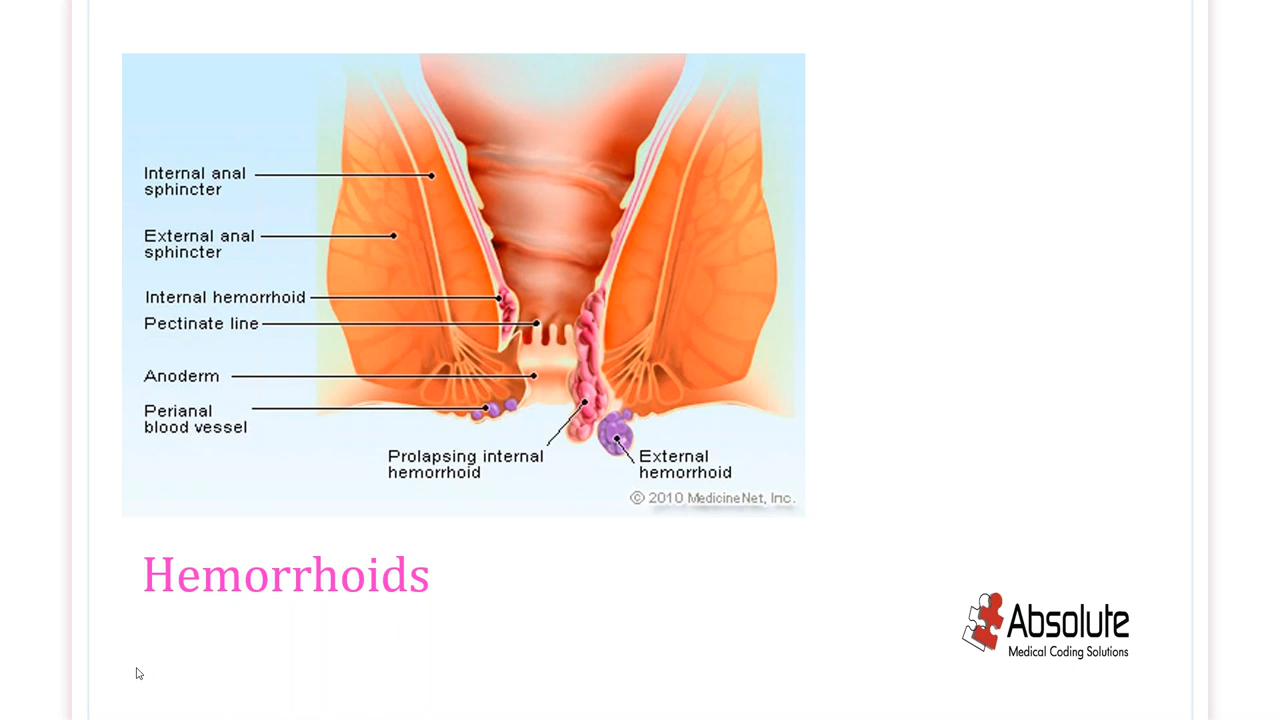 Internal anal
sphincter
External anal
sphincter
Internal hemorrhoid
Pectinate line
Anoderm
Perianal
blood vessel
Prolapsing internal
hemorrhoid
External
hemorrhoid
© 2010 MedicineNet, Inc.
Hemorrhoids
Absolute
Medical Coding Solutions